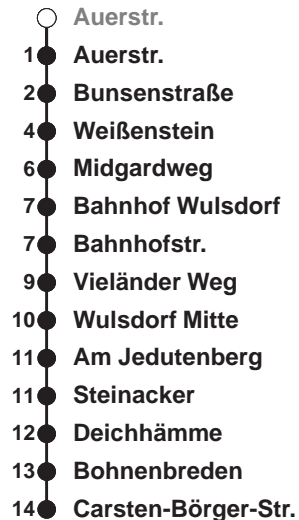 Auerstr.
1 Auerstr.
2 Bunsenstraße
4 Weißenstein
6 Midgardweg
7 Bahnhof Wulsdorf
7 Bahnhofstr.
9 Vieländer Weg
10 Wulsdorf Mitte
11 Am Jedutenberg
11 Steinacker
12 Deichhämme
13 Bohnenbreden
14 Carsten-Börger-Str.